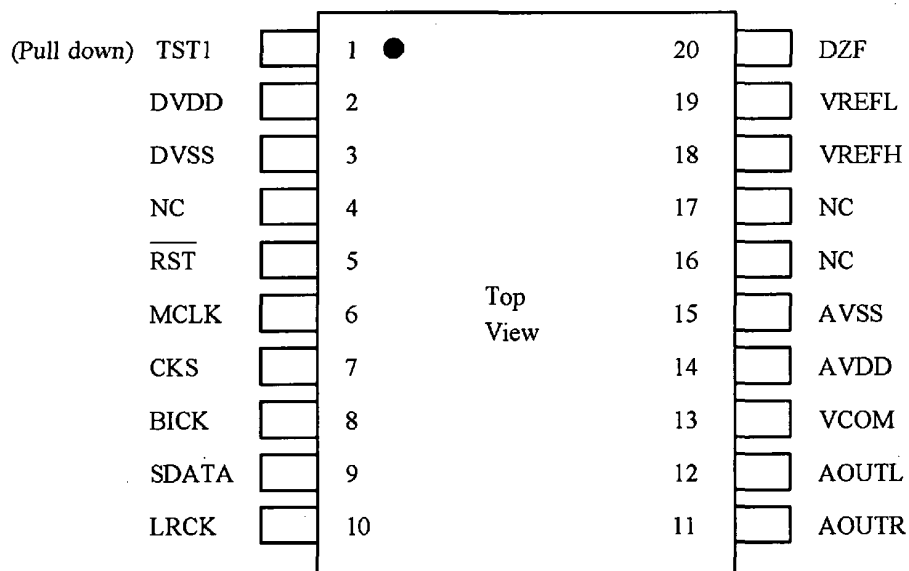 (Pull down) TST1 1 20 DZF
DVDD 2 19 VREFL
DVSS 3 18 VREFH
NC 4 17 NC
RST 5 16 NC
MCLK 6 Top View 15 AVSS
CKS 7 14 AVDD
BICK 8 13 VCOM
SDATA 9 12 AOUTL
LRCK 10 11 AOUTR